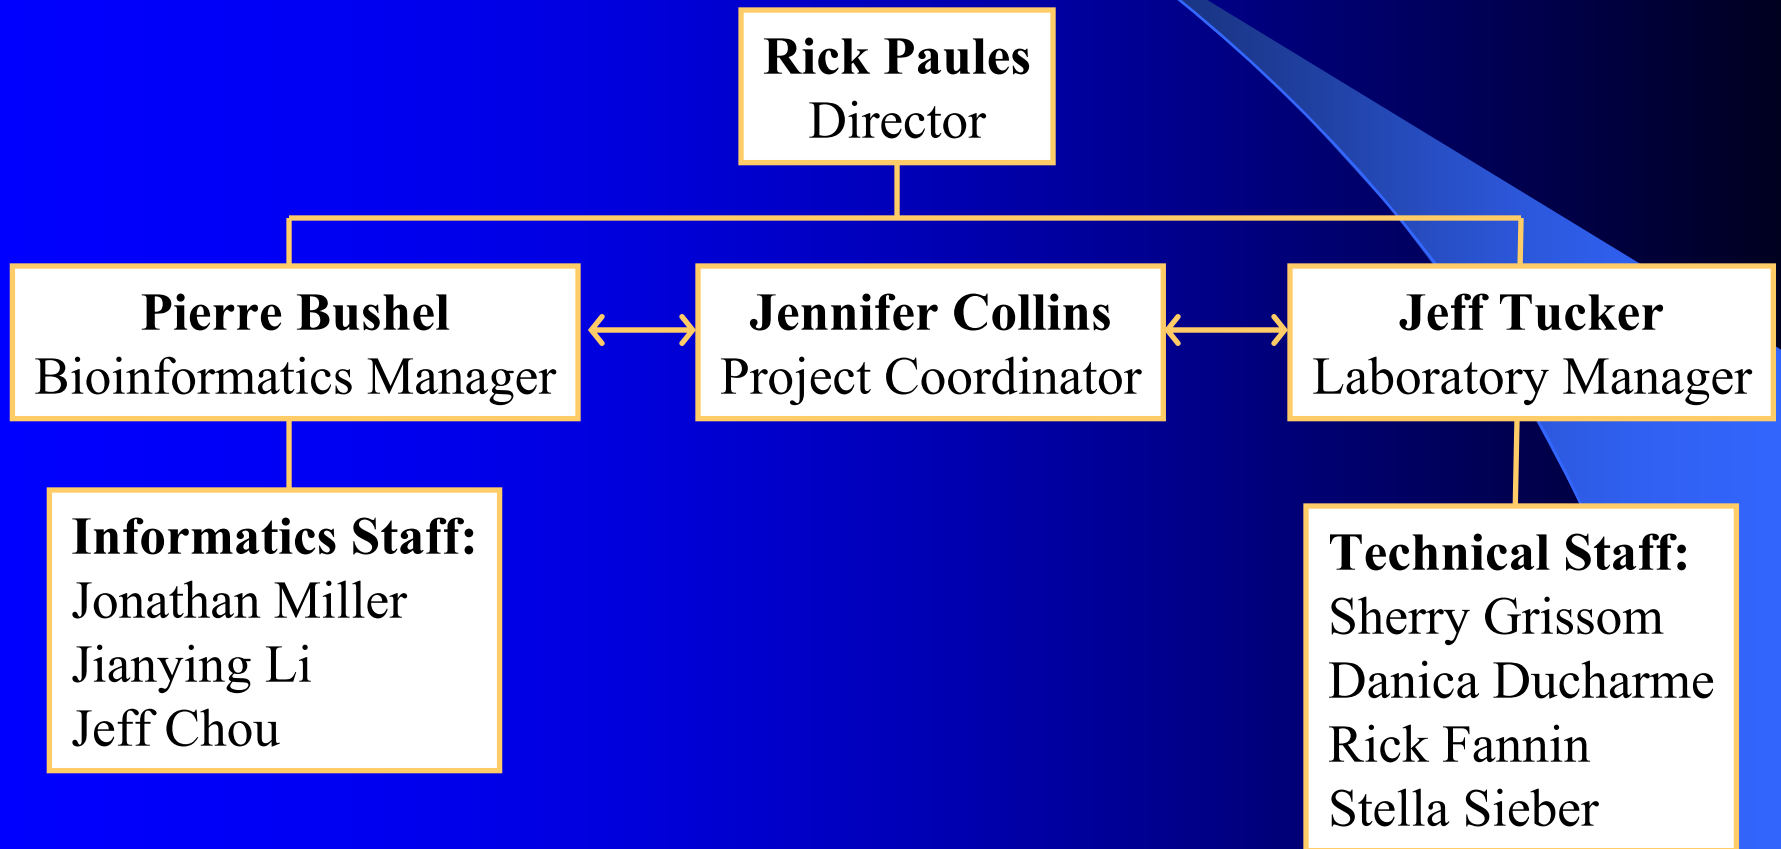 Rick Paules
Director
Pierre Bushel
Bioinformatics Manager
Jennifer Collins
Project Coordinator
Jeff Tucker
Laboratory Manager
Informatics Staff:
Jonathan Miller
Jianying Li
Jeff Chou
Technical Staff:
Sherry Grissom
Danica Ducharme
Rick Fannin
Stella Sieber